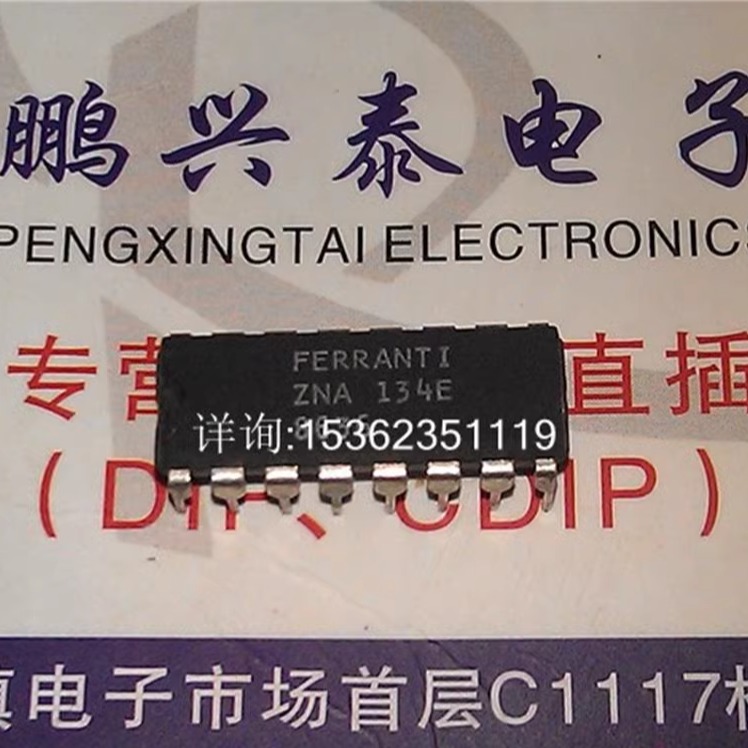 鹏兴泰电子
PENGXINGTAI ELECTRONICS
专营 直插
FERRANTI
ZNA 134E
详询:15362351119
(DIP、CDIP)
电子市场首层C1117